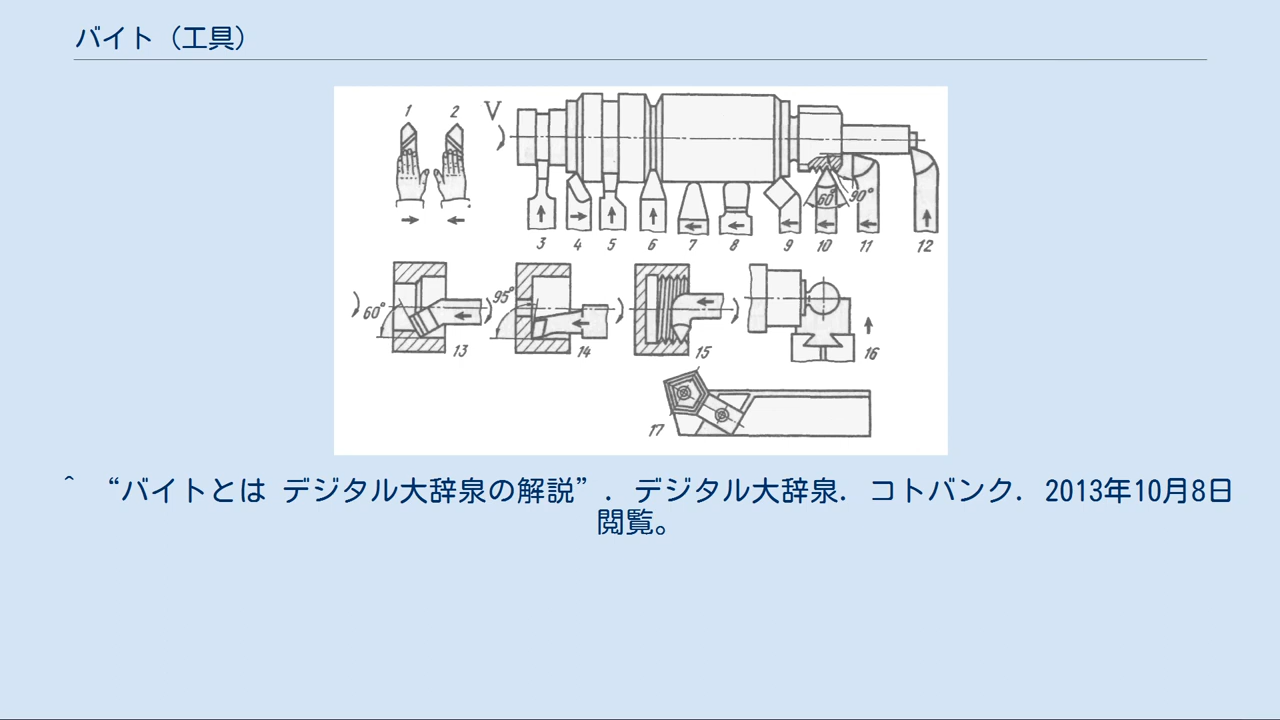 バイト（工具）
1 2 V
60° 90°
3 4 5 6 7 8 9 10 11 12
60° 95°
13 14 15 16
17
^ “バイトとは デジタル大辞泉の解説”. デジタル大辞泉. コトバンク. 2013年10月8日
閲覧。